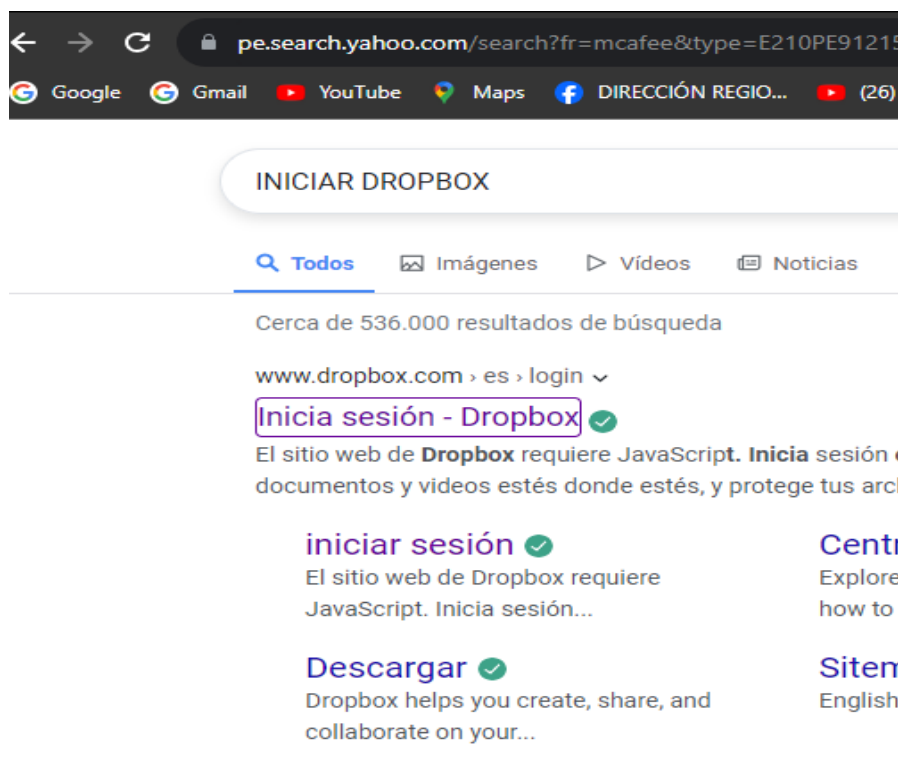 pe.search.yahoo.com/search?fr=mcafee&type=E210PE91215
Google Gmail YouTube Maps DIRECCIÓN REGIO... (26)
INICIAR DROPBOX
Todos Imágenes Vídeos Noticias
Cerca de 536.000 resultados de búsqueda
www.dropbox.com › es › login
Inicia sesión - Dropbox
El sitio web de Dropbox requiere JavaScript. Inicia sesión
documentos y videos estés donde estés, y protege tus
iniciar sesión
El sitio web de Dropbox requiere
JavaScript. Inicia sesión...
Descargar
Dropbox helps you create, share, and
collaborate on your...
Centr
Explore
how to
Sitem
English